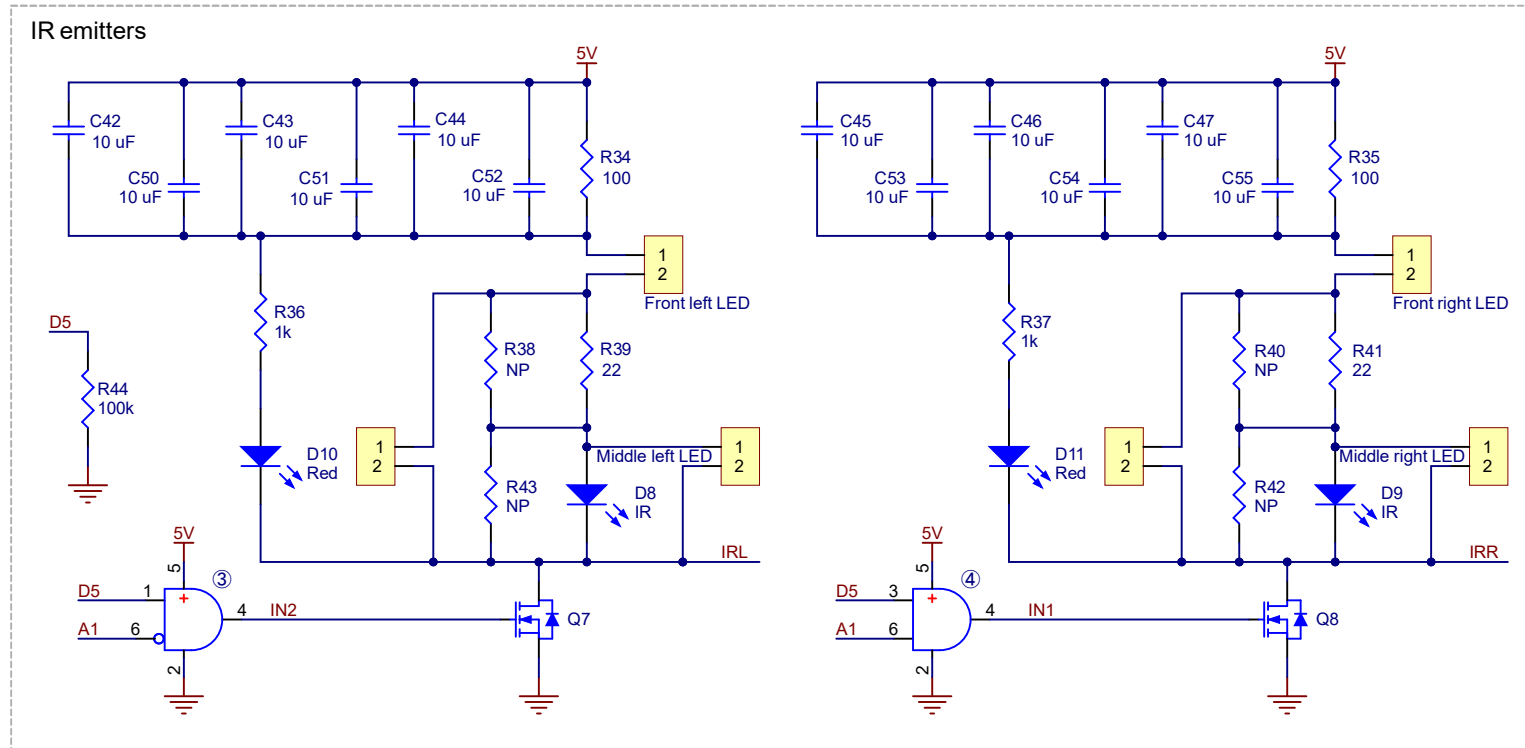 IR emitters
5V
5V
C42
10 uF
C43
10 uF
C44
10 uF
R34
100
C50
10 uF
C51
10 uF
C52
10 uF
C45
10 uF
C46
10 uF
C47
10 uF
R35
100
C53
10 uF
C54
10 uF
C55
10 uF
1
2
Front left LED
1
2
Front right LED
D5
R44
100k
R36
1k
R38
NP
R39
22
R37
1k
R40
NP
R41
22
D10
Red
1
2
Middle left LED
1
2
R43
NP
D8
IR
IRL
D11
Red
1
2
Middle right LED
1
2
R42
NP
D9
IR
IRR
5V
5
③
D5
1
+
A1
6
4
IN2
2
Q7
5V
5
④
D5
3
+
A1
6
4
IN1
2
Q8